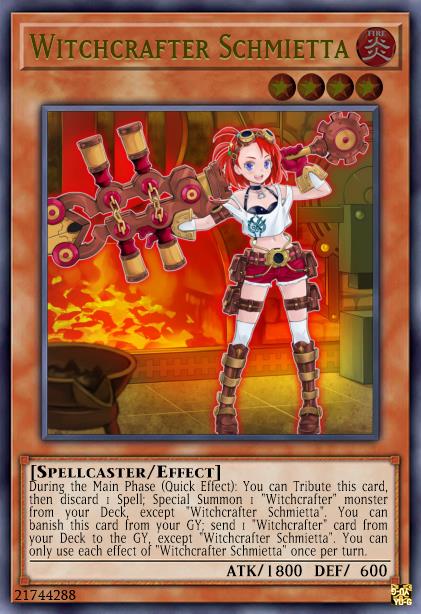 Witchcrafter Schmietta
FIRE
炎
[Spellcaster/Effect]
During the Main Phase (Quick Effect): You can Tribute this card,
then discard 1 Spell; Special Summon 1 "Witchcrafter" monster
from your Deck, except "Witchcrafter Schmietta". You can
banish this card from your GY; send 1 "Witchcrafter" card from
your Deck to the GY, except "Witchcrafter Schmietta". You can
only use each effect of "Witchcrafter Schmietta" once per turn.
ATK/1800 DEF/ 600
21744288